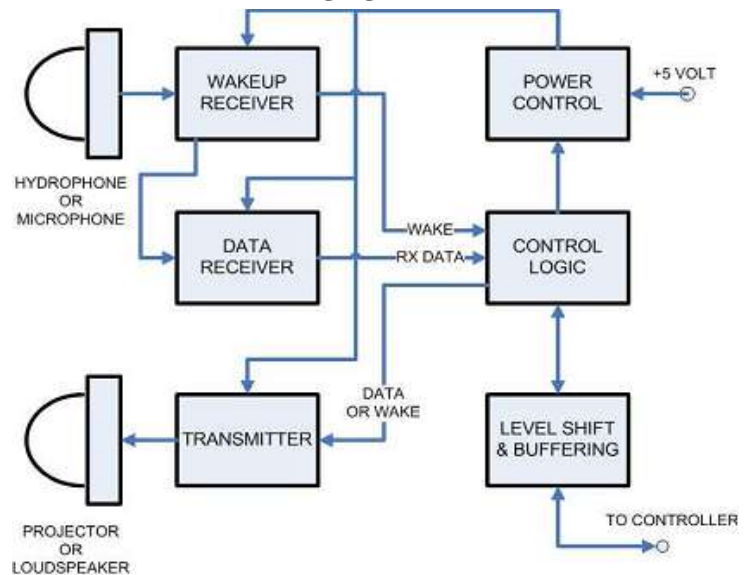 WAKEUP
RECEIVER
POWER
CONTROL
+5 VOLT
HYDROPHONE
OR
MICROPHONE
DATA
RECEIVER
WAKE
RX DATA
CONTROL
LOGIC
DATA
OR WAKE
TRANSMITTER
LEVEL SHIFT
& BUFFERING
PROJECTOR
OR
LOUDSPEAKER
TO CONTROLLER